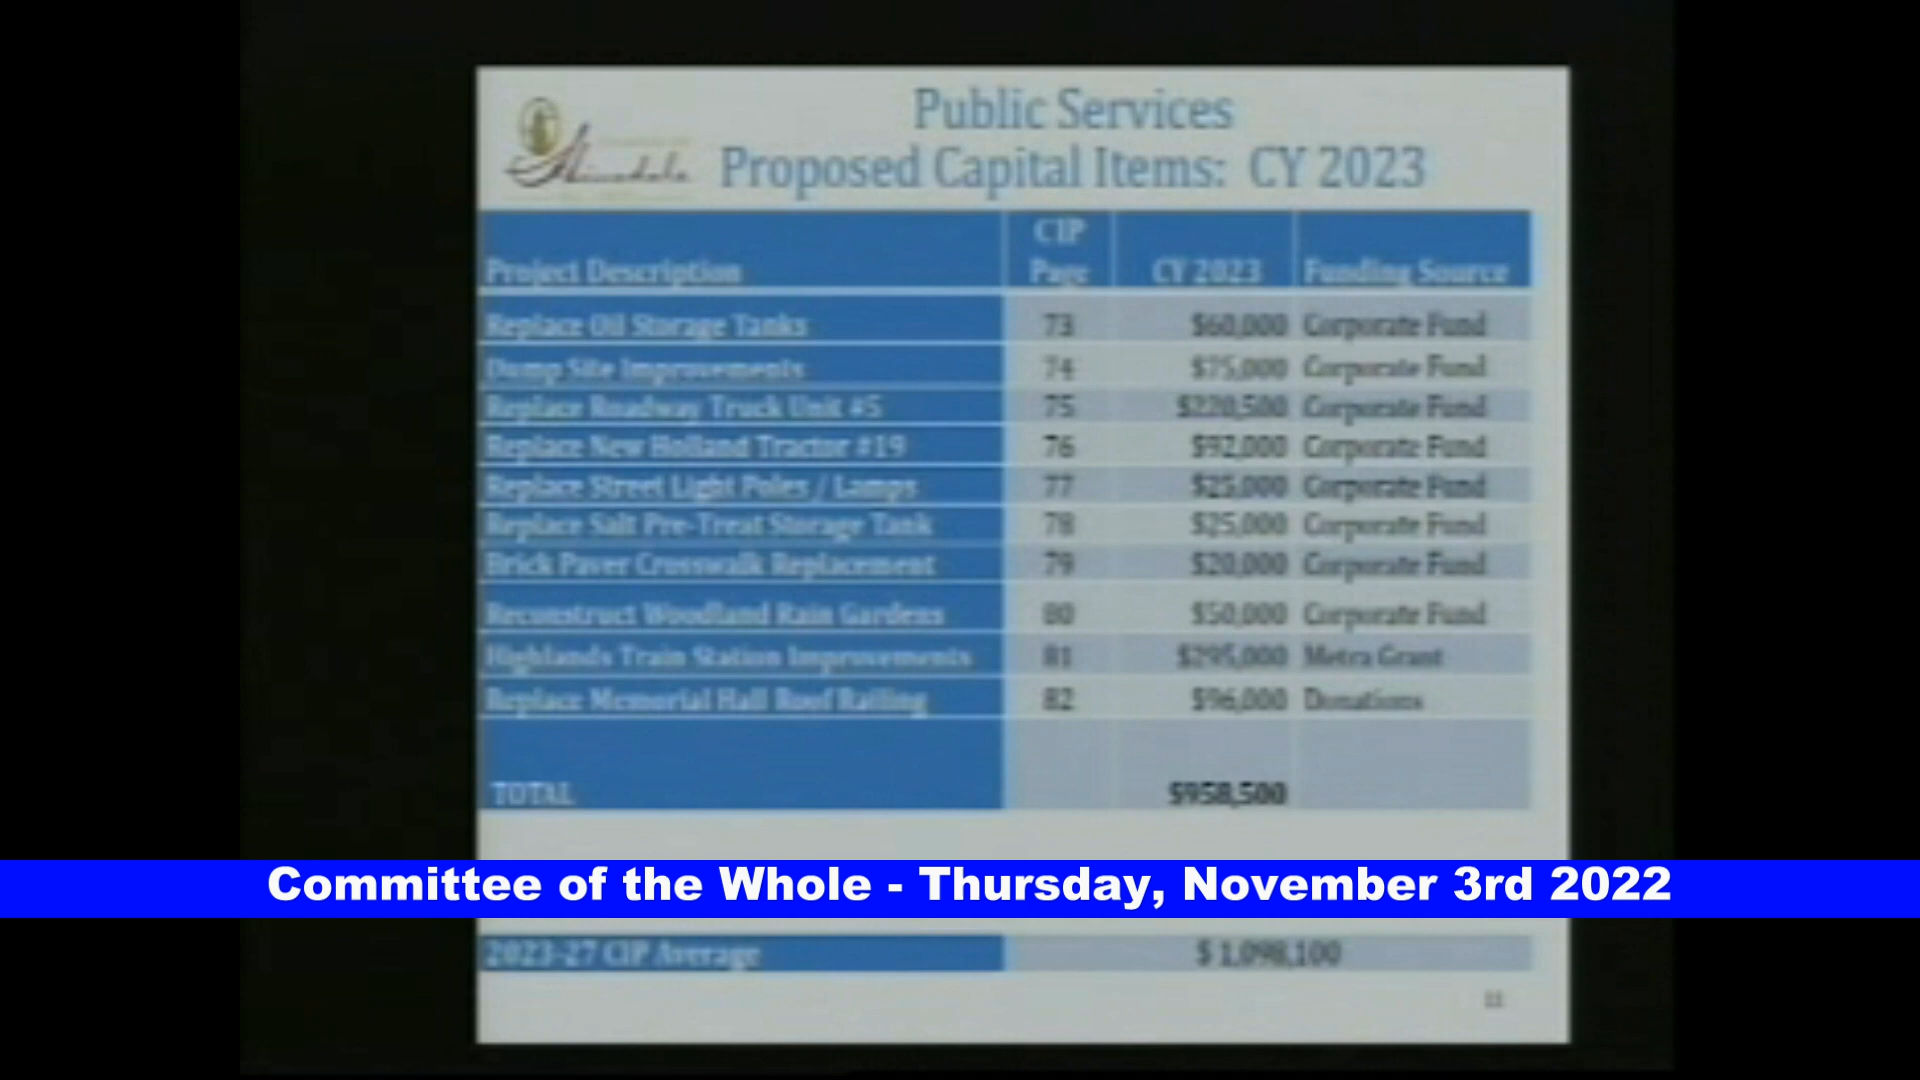 Hinsdale
Public Services
Proposed Capital Items: CY 2023
Project Description CIP Page CY 2023 Funding Source
Replace Oil Storage Tanks 73 $60,000 Corporate Fund
Dump Site Improvements 74 $75,000 Corporate Fund
Replace Roadway Truck Unit #5 75 $220,500 Corporate Fund
Replace New Holland Tractor #19 76 $92,000 Corporate Fund
Replace Street Light Poles / Lamps 77 $25,000 Corporate Fund
Replace Salt Pre-Treat Storage Tank 78 $25,000 Corporate Fund
Brick Paver Crosswalk Replacement 79 $20,000 Corporate Fund
Reconstruct Woodland Rain Gardens 80 $50,000 Corporate Fund
Highlands Train Station Improvements 81 $295,000 Metra Grant
Replace Memorial Hall Roof Railing 82 $96,000 Donations
TOTAL $958,500
Committee of the Whole - Thursday, November 3rd 2022
2023-27 CIP Average $ 1,098,100